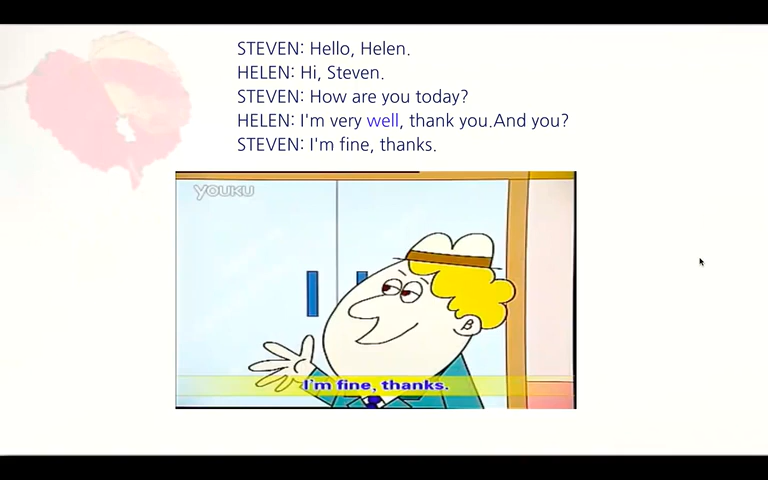 STEVEN: Hello, Helen.
HELEN: Hi, Steven.
STEVEN: How are you today?
HELEN: I'm very well, thank you.And you?
STEVEN: I'm fine, thanks.
YOUKU
I'm fine, thanks.